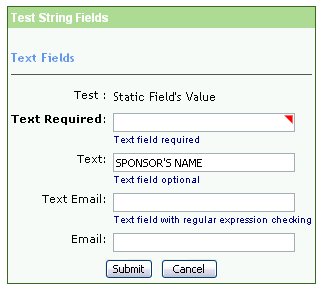 Test String Fields
Text Fields
Test : Static Field's Value
Text Required:
Text field required
Text: SPONSOR'S NAME
Text field optional
Text Email:
Text field with regular expression checking
Email:
Submit Cancel